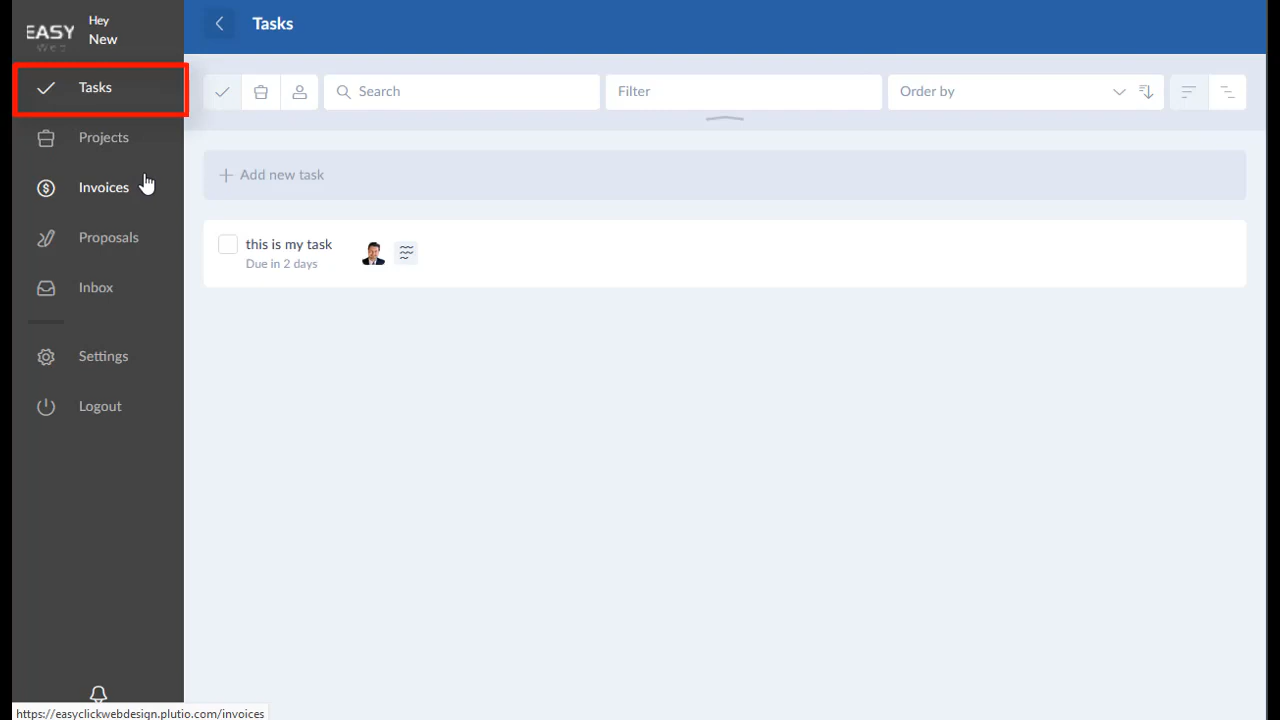 EASY
Hey
New
Tasks
Projects
Invoices
Proposals
Inbox
Settings
Logout
Tasks
Search
Filter
Order by
Add new task
this is my task
Due in 2 days
https://easyclickwebdesign.plutio.com/invoices